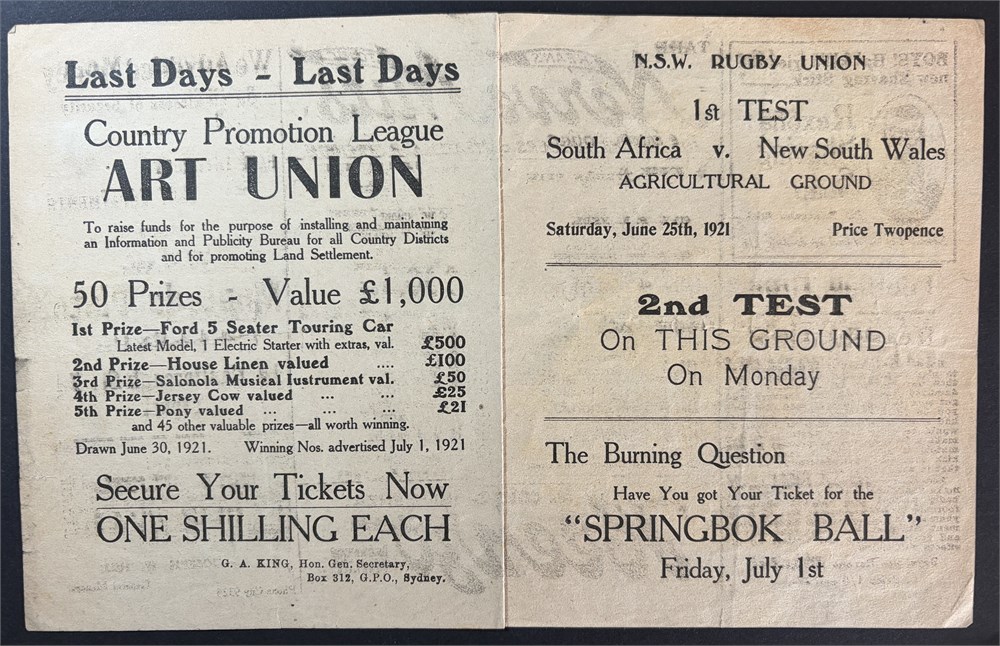 Last Days - Last Days
Country Promotion League
ART UNION
To raise funds for the purpose of installing and maintaining
an Information and Publicity Bureau for all Country Districts
and for promoting Land Settlement.
50 Prizes - Value £1,000
1st Prize—Ford 5 Seater Touring Car
Latest Model, 1 Electric Starter with extras, val. £500
2nd Prize—House Linen valued .... £100
3rd Prize—Salonola Musical Iustrument val. £50
4th Prize—Jersey Cow valued ... ... £25
5th Prize—Pony valued ... ... ... £21
and 45 other valuable prizes—all worth winning.
Drawn June 30, 1921. Winning Nos. advertised July 1, 1921
Secure Your Tickets Now
ONE SHILLING EACH
G. A. KING, Hon. Gen. Secretary,
Box 312, G.P.O., Sydney.
N.S.W. RUGBY UNION
1st TEST
South Africa v. New South Wales
AGRICULTURAL GROUND
Saturday, June 25th, 1921 Price Twopence
2nd TEST
On THIS GROUND
On Monday
The Burning Question
Have You got Your Ticket for the
"SPRINGBOK BALL"
Friday, July 1st